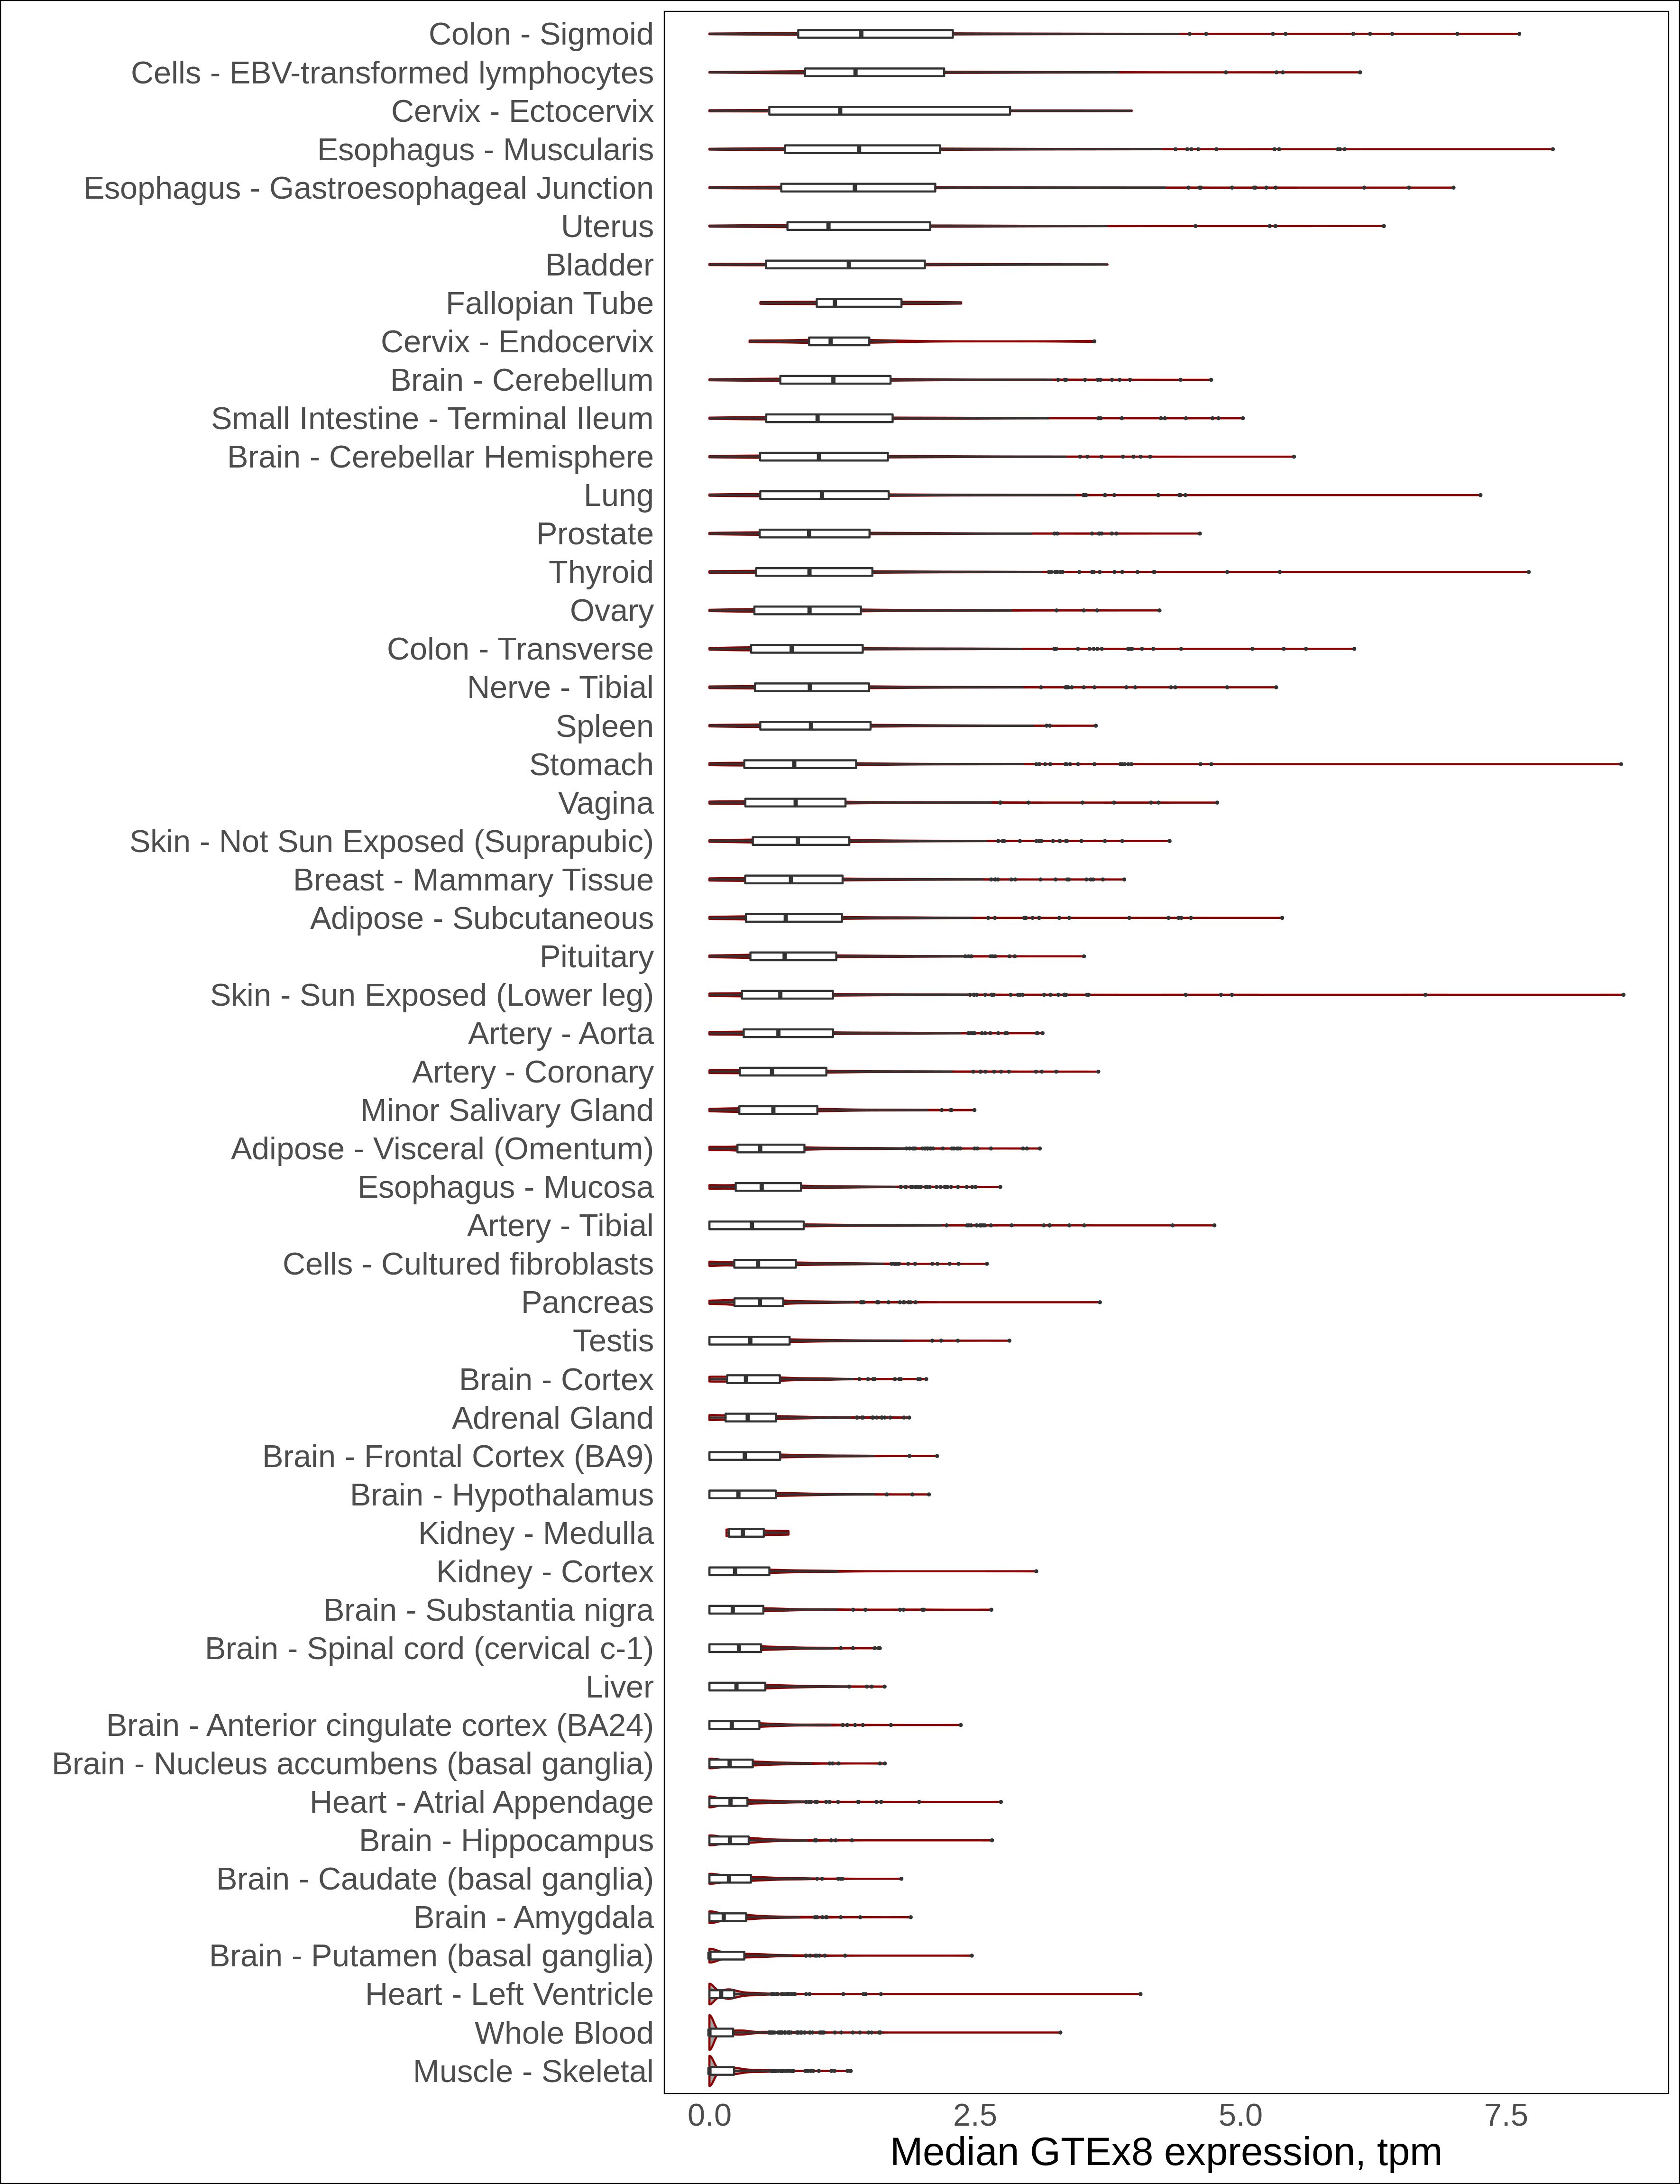 Colon - Sigmoid
Cells - EBV-transformed lymphocytes
Cervix - Ectocervix
Esophagus - Muscularis
Esophagus - Gastroesophageal Junction
Uterus
Bladder
Fallopian Tube
Cervix - Endocervix
Brain - Cerebellum
Small Intestine - Terminal Ileum
Brain - Cerebellar Hemisphere
Lung
Prostate
Thyroid
Ovary
Colon - Transverse
Nerve - Tibial
Spleen
Stomach
Vagina
Skin - Not Sun Exposed (Suprapubic)
Breast - Mammary Tissue
Adipose - Subcutaneous
Pituitary
Skin - Sun Exposed (Lower leg)
Artery - Aorta
Artery - Coronary
Minor Salivary Gland
Adipose - Visceral (Omentum)
Esophagus - Mucosa
Artery - Tibial
Cells - Cultured fibroblasts
Pancreas
Testis
Brain - Cortex
Adrenal Gland
Brain - Frontal Cortex (BA9)
Brain - Hypothalamus
Kidney - Medulla
Kidney - Cortex
Brain - Substantia nigra
Brain - Spinal cord (cervical c-1)
Liver
Brain - Anterior cingulate cortex (BA24)
Brain - Nucleus accumbens (basal ganglia)
Heart - Atrial Appendage
Brain - Hippocampus
Brain - Caudate (basal ganglia)
Brain - Amygdala
Brain - Putamen (basal ganglia)
Heart - Left Ventricle
Whole Blood
Muscle - Skeletal
0.0 2.5 5.0 7.5
Median GTEx8 expression, tpm